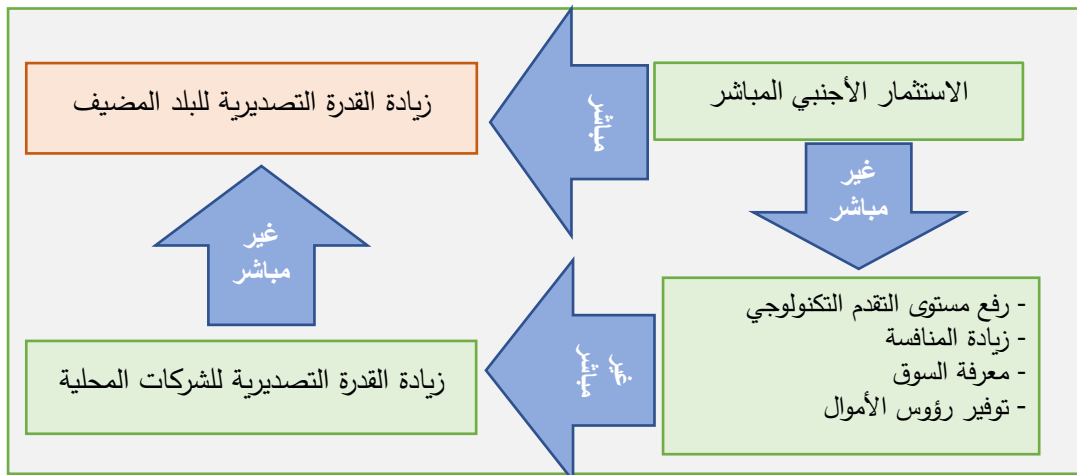 الاستثمار الأجنبي المباشر
مباشر
زيادة القدرة التصديرية للبلد المضيف
غير
مباشر
- رفع مستوى التقدم التكنولوجي
- زيادة المنافسة
- معرفة السوق
- توفير رؤوس الأموال
غير
مباشر
زيادة القدرة التصديرية للشركات المحلية
غير
مباشر